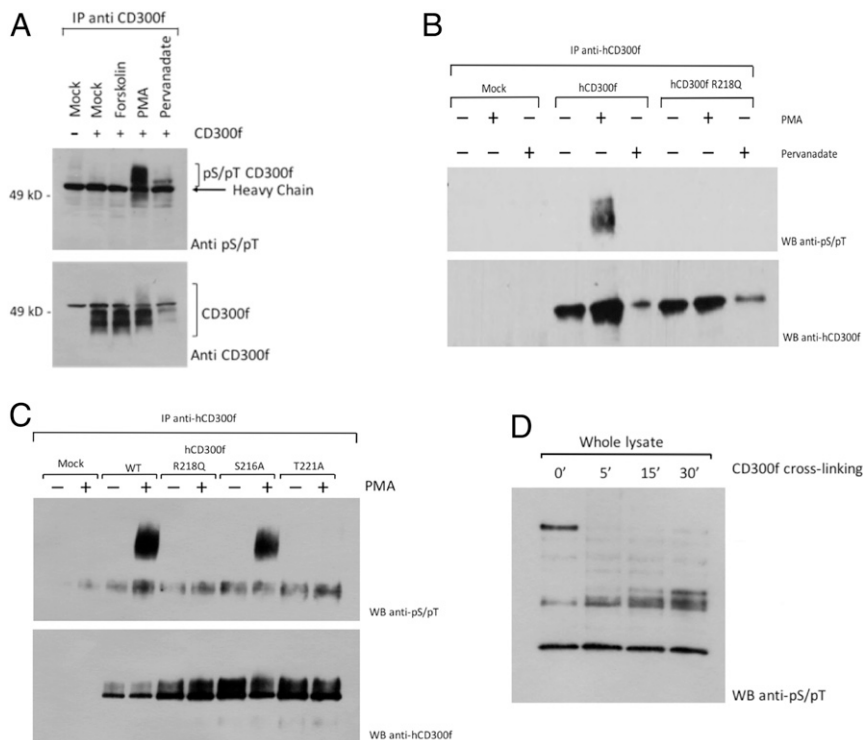 A
IP anti CD300f
Mock Mock Forskolin PMA Pervanadate
- + + + + CD300f
pS/pT CD300f
Heavy Chain
49 kD -
Anti pS/pT
49 kD -
CD300f
Anti CD300f
B
IP anti-hCD300f
Mock hCD300f hCD300f R218Q
− + − − + − − + − PMA
− − + − − + − − + Pervanadate
WB anti-pS/pT
WB anti-hCD300f
C
IP anti-hCD300f
hCD300f
Mock WT R218Q S216A T221A
− + − + − + − + − + PMA
WB anti-pS/pT
WB anti-hCD300f
D
Whole lysate
0’ 5’ 15’ 30’ CD300f cross-linking
WB anti-pS/pT